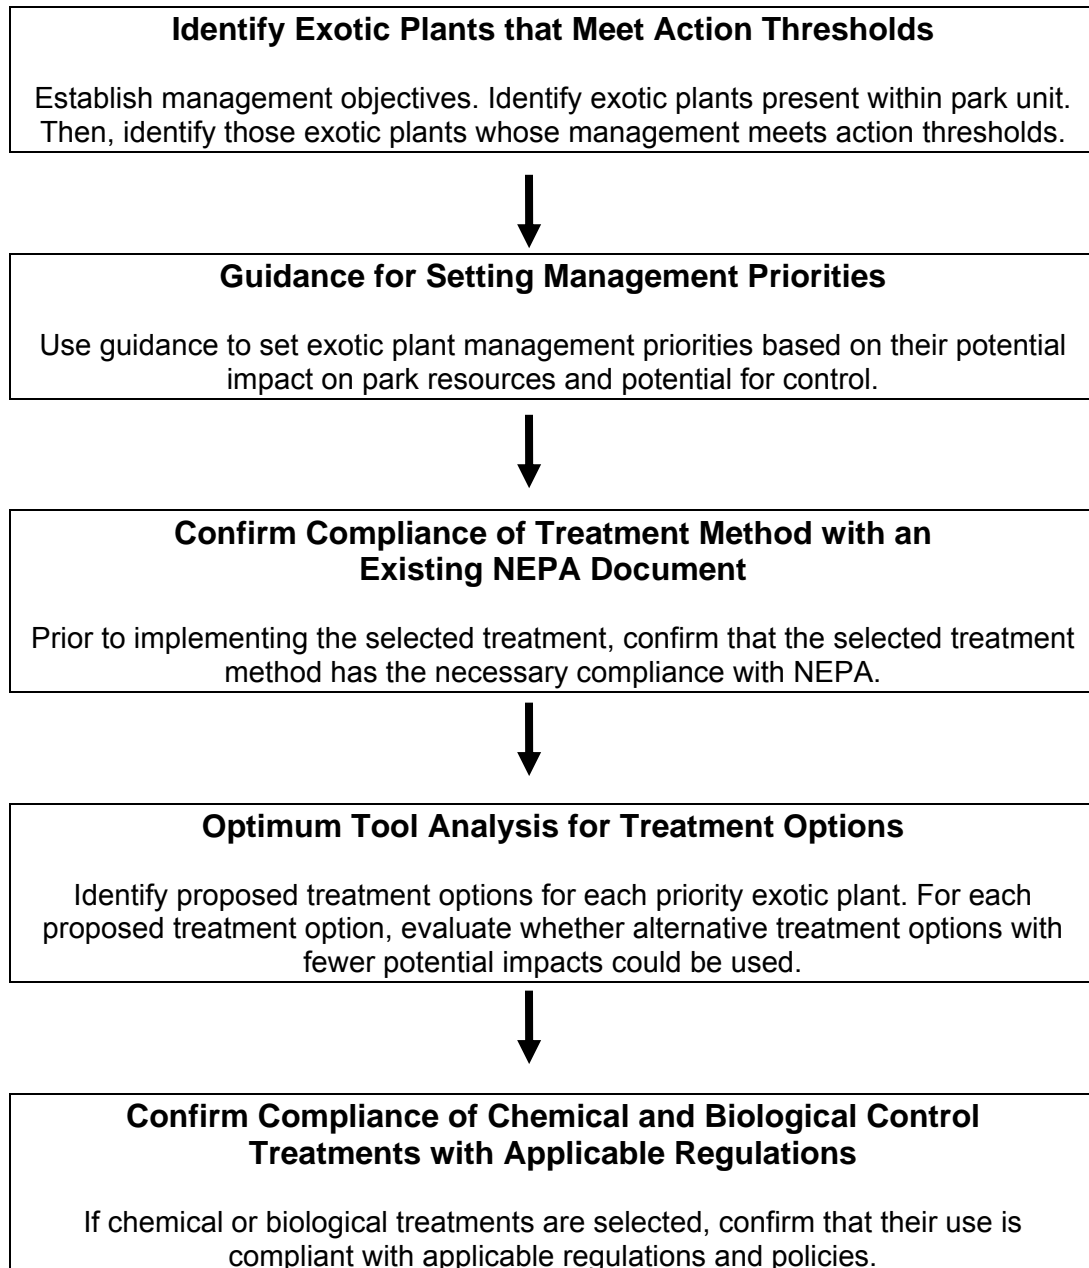 Identify Exotic Plants that Meet Action Thresholds
Establish management objectives. Identify exotic plants present within park unit.
Then, identify those exotic plants whose management meets action thresholds.
Guidance for Setting Management Priorities
Use guidance to set exotic plant management priorities based on their potential
impact on park resources and potential for control.
Confirm Compliance of Treatment Method with an
Existing NEPA Document
Prior to implementing the selected treatment, confirm that the selected treatment
method has the necessary compliance with NEPA.
Optimum Tool Analysis for Treatment Options
Identify proposed treatment options for each priority exotic plant. For each
proposed treatment option, evaluate whether alternative treatment options with
fewer potential impacts could be used.
Confirm Compliance of Chemical and Biological Control
Treatments with Applicable Regulations
If chemical or biological treatments are selected, confirm that their use is
compliant with applicable regulations and policies.